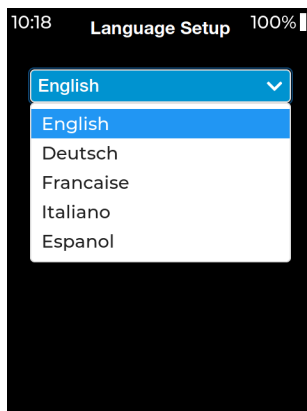 10:18 Language Setup 100%
English
English
Deutsch
Francaise
Italiano
Espanol